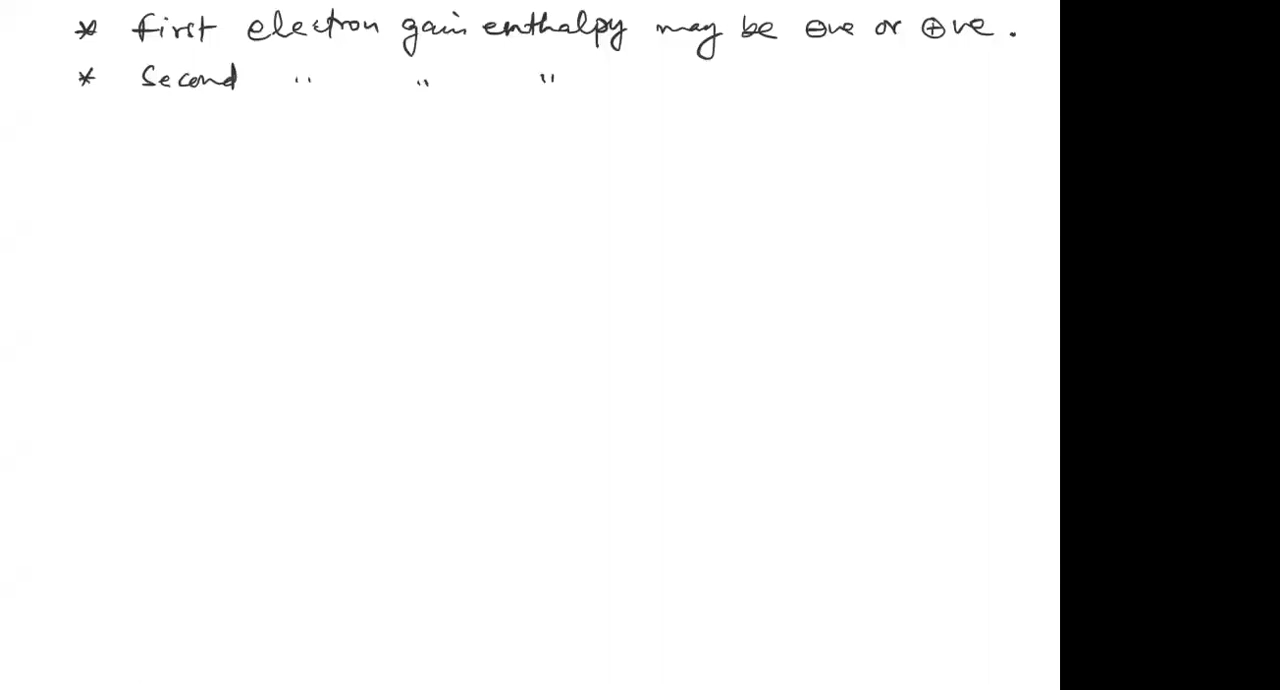 * first electron gain enthalpy may be ⊖ve or ⊕ve.
* Second " " "